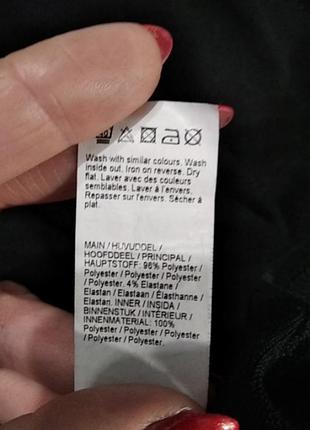 40
Wash with similar colours. Wash
inside out. Iron on reverse. Dry
flat. Laver avec des couleurs
semblables. Laver à l'envers.
Repasser sur l'envers. Sécher à
plat.
MAIN / HUVUDDEL /
HOOFDDEEL / PRINCIPAL /
HAUPTSTOFF: 96% Polyester /
Polyester / Polyester / Polyester /
Polyester. 4% Elastane /
Elastan / Elastaan / Élasthanne /
Elastan. INNER / INSIDA /
BINNENSTUK / INTÉRIEUR /
INNENMATERIAL: 100%
Polyester / Polyester / Polyester
/ Polyester / Polyester.